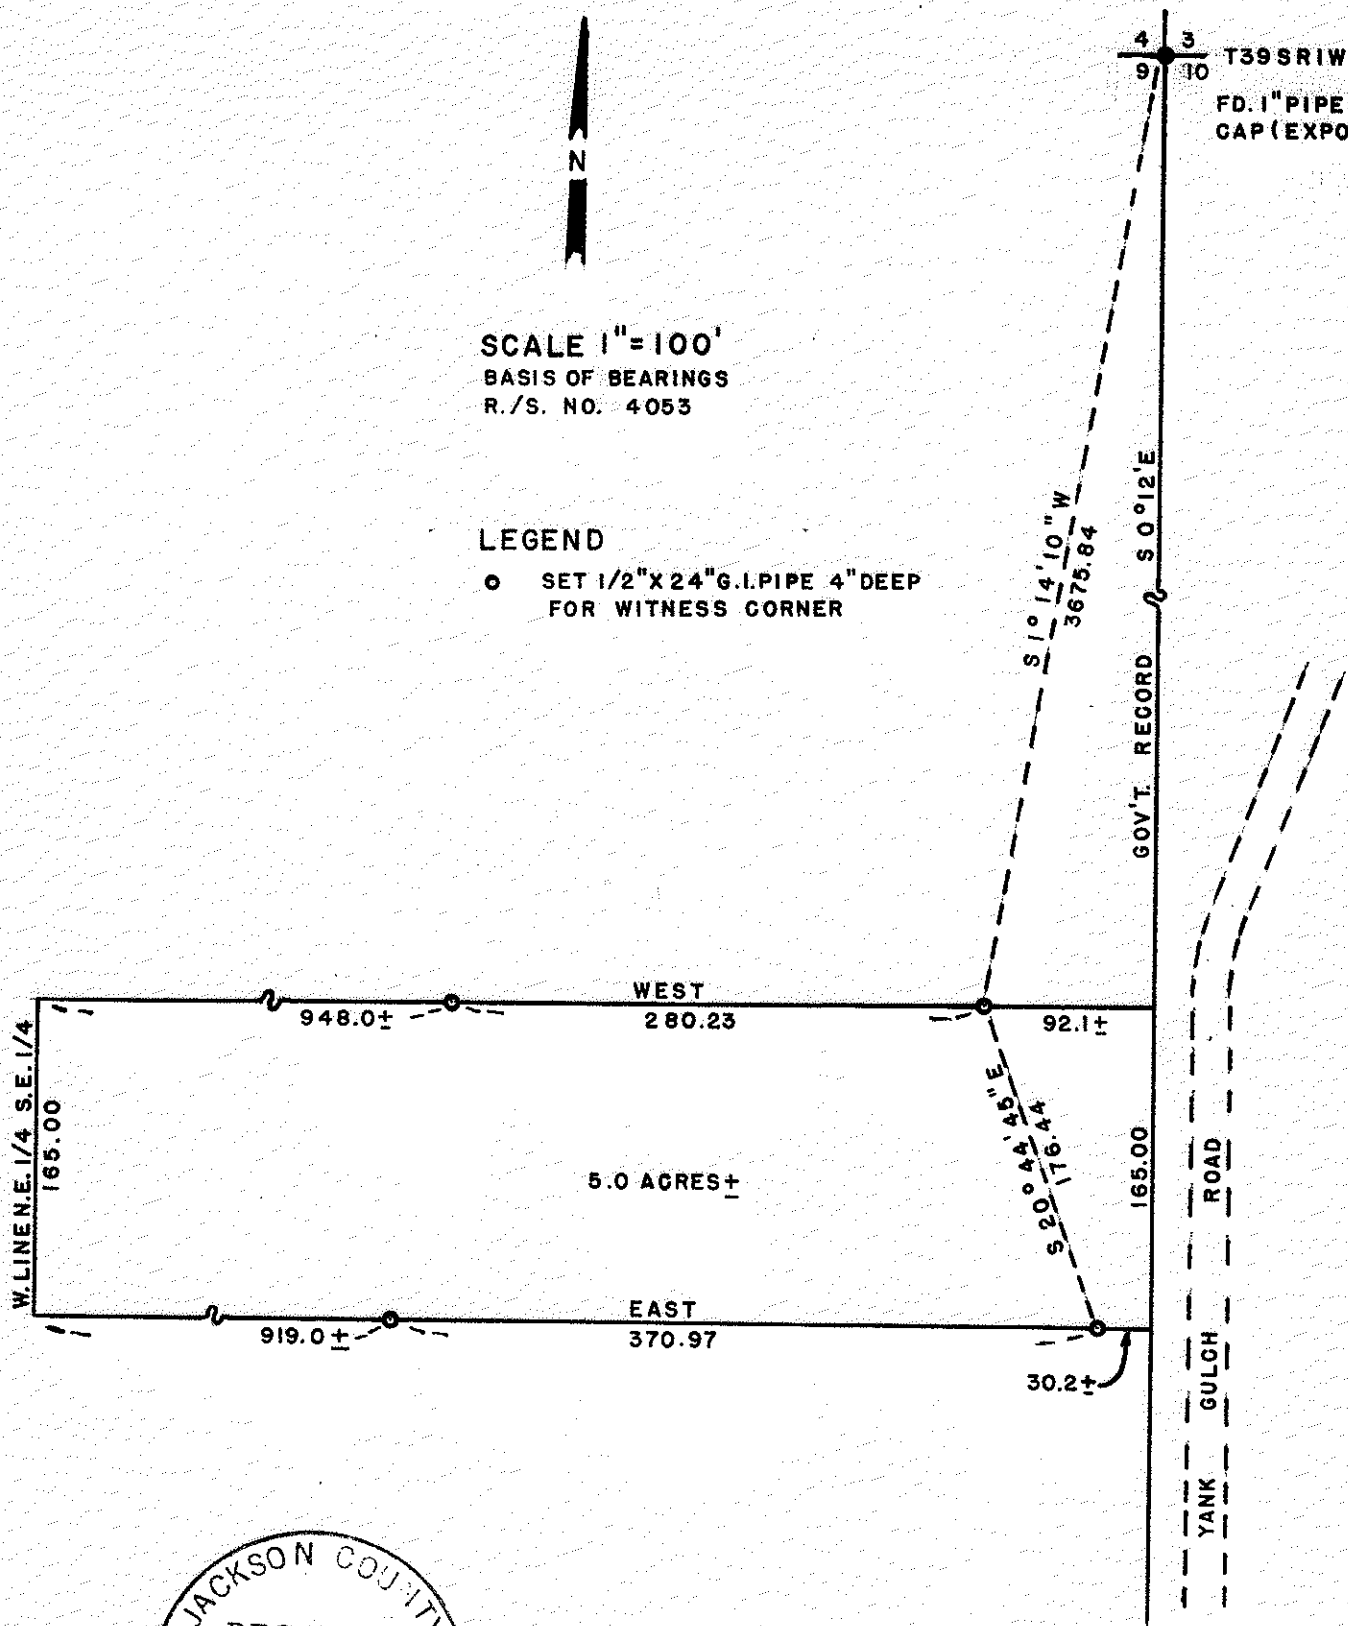 4 3
9 10
T39SR1W
FD. 1" PIPE
CAP (EXPO
N
SCALE 1"=100'
BASIS OF BEARINGS
R./S. NO. 4053
LEGEND
SET 1/2" X 24" G.I. PIPE 4" DEEP
FOR WITNESS CORNER
S 1° 14' 10" W
3675.84
S 0°12'E
GOV'T. RECORD
WEST
948.0±
280.23
92.1±
W. LINE N.E. 1/4 S.E. 1/4
165.00
5.0 ACRES±
S 20° 44' 45" E
176.44
165.00
EAST
919.0±
370.97
30.2±
YANK GULCH ROAD
JACKSON COUNTY